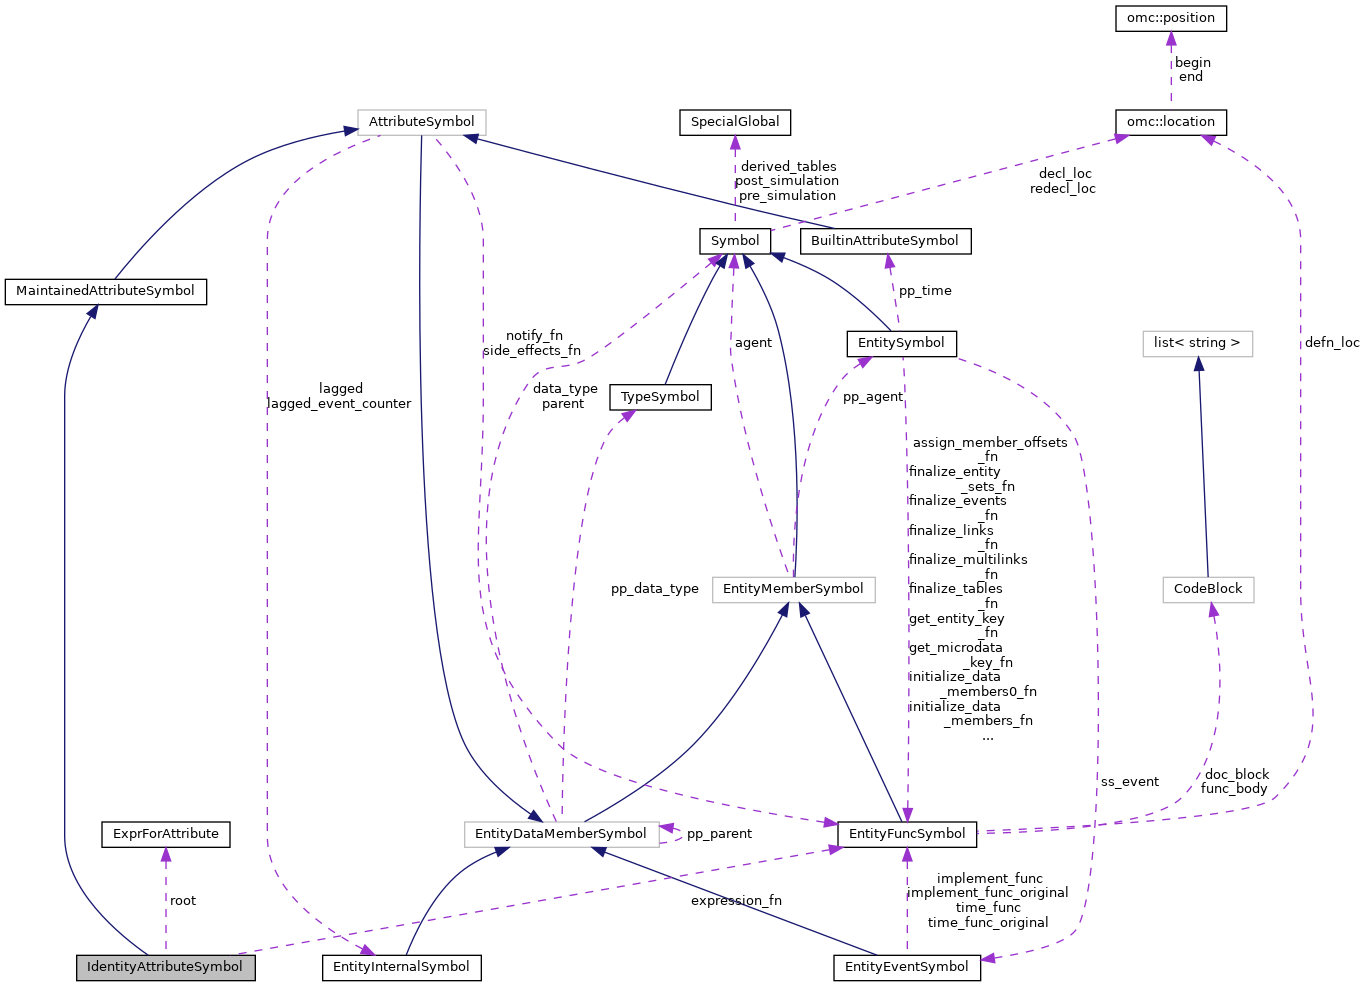 omc::position
begin
end
AttributeSymbol
SpecialGlobal
omc::location
derived_tables
post_simulation
pre_simulation
decl_loc
redecl_loc
Symbol
BuiltinAttributeSymbol
MaintainedAttributeSymbol
pp_time
notify_fn
side_effects_fn
agent
EntitySymbol
list< string >
defn_loc
lagged
lagged_event_counter
data_type
parent
TypeSymbol
pp_agent
assign_member_offsets
_fn
finalize_entity
_sets_fn
finalize_events
_fn
finalize_links
_fn
finalize_multilinks
_fn
finalize_tables
_fn
get_entity_key
_fn
get_microdata
_key_fn
initialize_data
_members0_fn
initialize_data
_members_fn
...
pp_data_type
EntityMemberSymbol
CodeBlock
ss_event
doc_block
func_body
ExprForAttribute
EntityDataMemberSymbol
pp_parent
EntityFuncSymbol
root
expression_fn
implement_func
implement_func_original
time_func
time_func_original
IdentityAttributeSymbol
EntityInternalSymbol
EntityEventSymbol